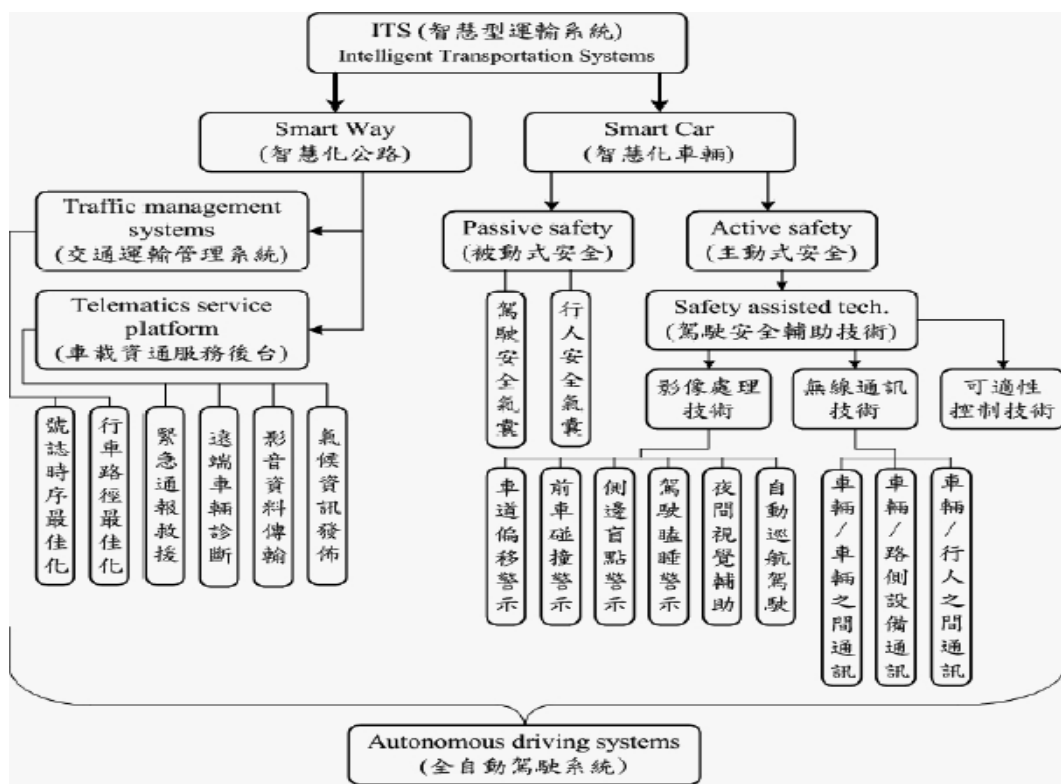 ITS (智慧型運輸系統)
Intelligent Transportation Systems
Smart Way
(智慧化公路)
Smart Car
(智慧化車輛)
Traffic management
systems
(交通運輸管理系統)
Telematics service
platform
(車載資通服務後台)
Passive safety
(被動式安全)
Active safety
(主動式安全)
駕駛安全氣囊
行人安全氣囊
Safety assisted tech.
(駕駛安全輔助技術)
影像處理
技術
無線通訊
技術
可適性
控制技術
號誌時序最佳化
行車路徑最佳化
緊急通報救援
遠端車輛診斷
影音資料傳輸
氣候資訊發佈
車道偏移警示
前車碰撞警示
側邊盲點警示
駕駛瞌睡警示
夜間視覺輔助
自動巡航駕駛
車輛/車輛之間通訊
車輛/路側設備通訊
車輛/行人之間通訊
Autonomous driving systems
(全自動駕駛系統)